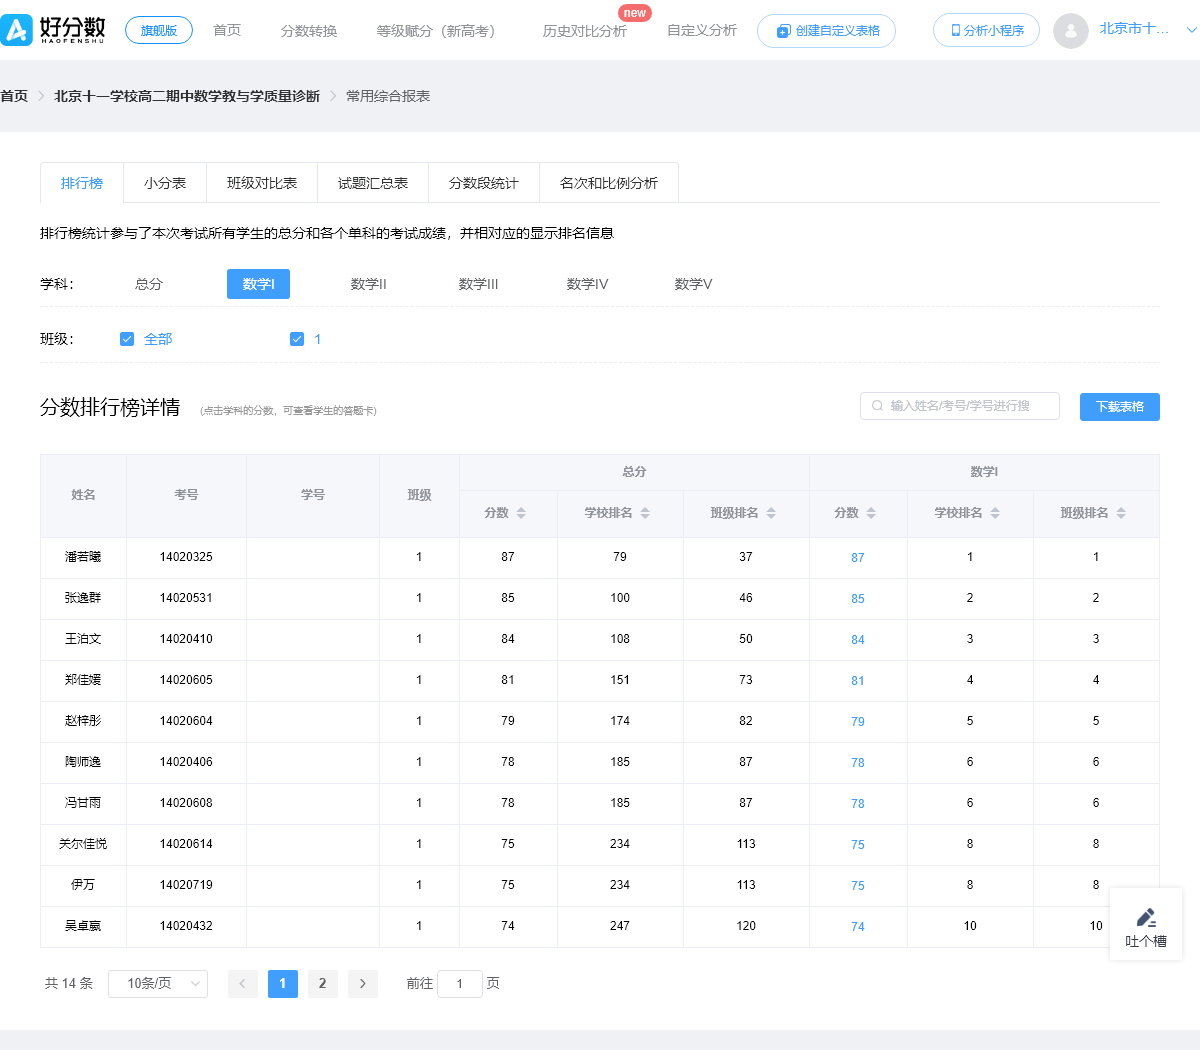 好分数
HAOFENSHU
旗舰版 首页 分数转换 等级赋分（新高考） 历史对比分析 new 自定义分析 创建自定义表格 分析小程序 北京市十...
首页 > 北京十一学校高二期中数学教与学质量诊断 > 常用综合报表
排行榜 小分表 班级对比表 试题汇总表 分数段统计 名次和比例分析
排行榜统计参与了本次考试所有学生的总分和各个单科的考试成绩，并相对应的显示排名信息
学科： 总分 数学I 数学II 数学III 数学IV 数学V
班级： 全部 1
分数排行榜详情 （点击学科的分数，可查看学生的答题卡） 输入姓名/考号/学号进行搜 下载表格
姓名 考号 学号 班级 总分 数学I
分数 学校排名 班级排名 分数 学校排名 班级排名
潘若曦 14020325 1 87 79 37 87 1 1
张逸群 14020531 1 85 100 46 85 2 2
王泊文 14020410 1 84 108 50 84 3 3
郑佳媛 14020605 1 81 151 73 81 4 4
赵梓彤 14020604 1 79 174 82 79 5 5
陶师逸 14020406 1 78 185 87 78 6 6
冯甘雨 14020608 1 78 185 87 78 6 6
关尔佳悦 14020614 1 75 234 113 75 8 8
伊万 14020719 1 75 234 113 75 8 8
吴卓嬴 14020432 1 74 247 120 74 10 10
吐个槽
共 14 条 10条/页 < 1 2 > 前往 1 页